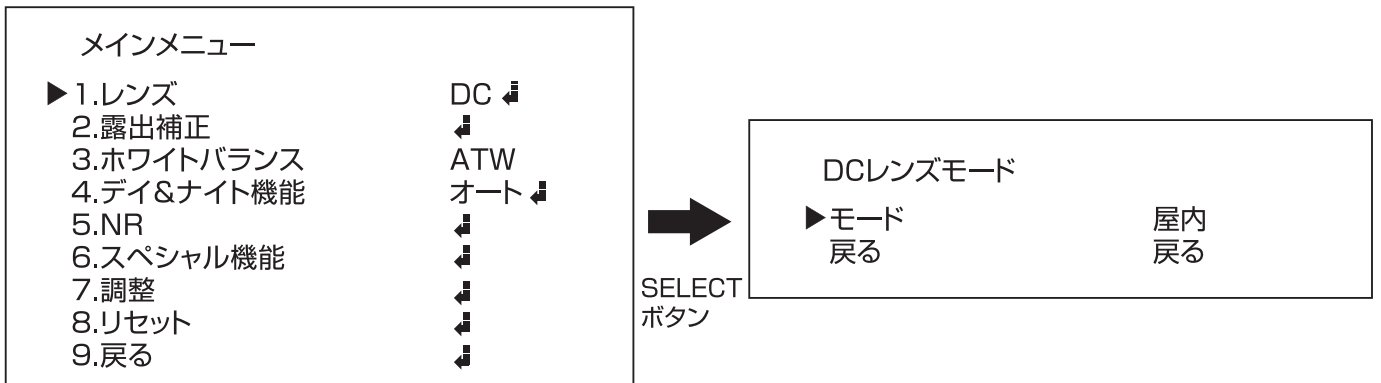 メインメニュー
▶1.レンズ DC ↲
2.露出補正 ↲
3.ホワイトバランス ATW
4.デイ&ナイト機能 オート ↲
5.NR ↲
6.スペシャル機能 ↲
7.調整 ↲
8.リセット ↲
9.戻る ↲
SELECT
ボタン
DCレンズモード
▶モード 屋内
戻る 戻る